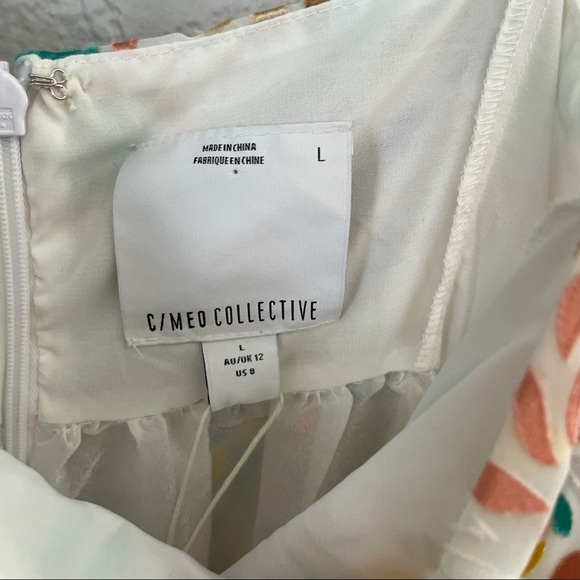 MADE IN CHINA
FABRIQUE EN CHINE
L
C/MEO COLLECTIVE
L
AU/UK 12
US 8